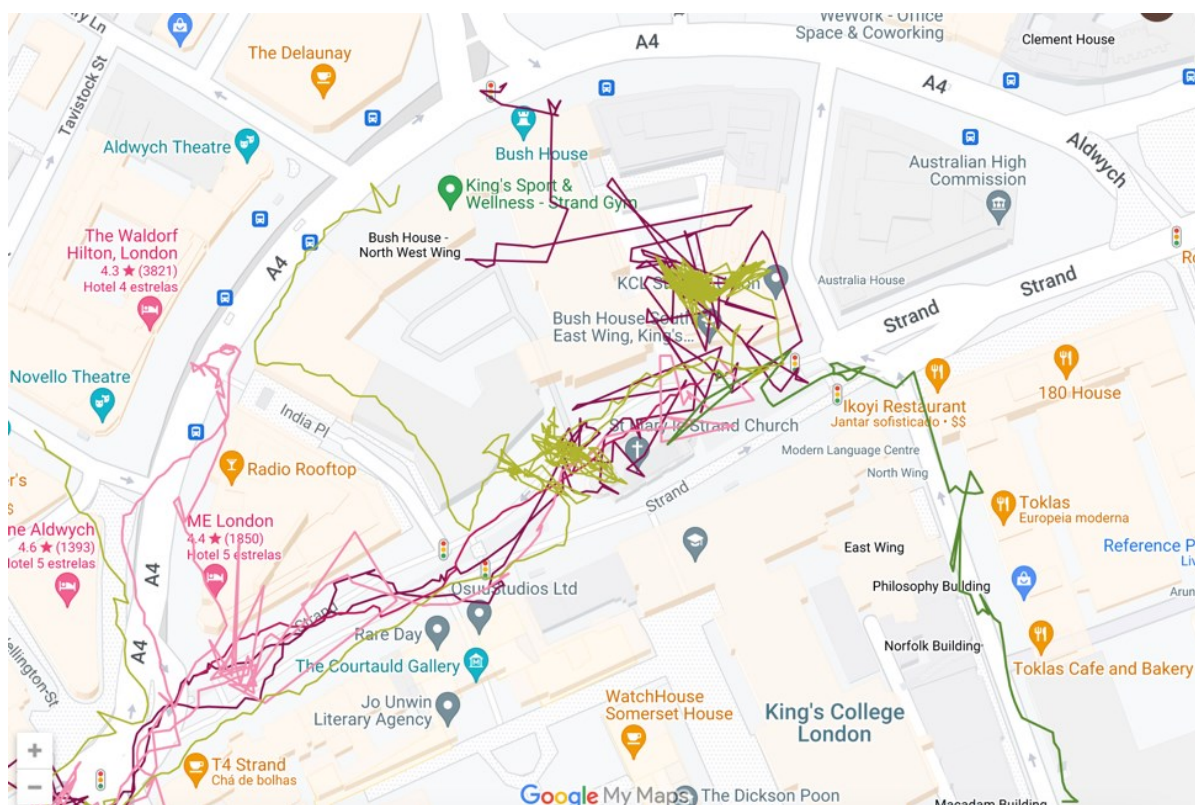 A4
WeWork - Office
Space & Coworking
Clement House
The Delaunay
A4
Tavistock St
Aldwych Theatre
Bush House
Aldwych
Australian High
Commission
King's Sport &
Wellness - Strand Gym
The Waldorf
Hilton, London
4.3 ★ (3821)
Hotel 4 estrelas
A4
Bush House -
North West Wing
Australia House
Strand
Strand
Bush House South
East Wing, King's...
Novello Theatre
India Pl
180 House
Ikoyi Restaurant
Jantar sofisticado • $$
St Mary le Strand Church
Modern Language Centre
North Wing
Radio Rooftop
Strand
Toklas
Europeia moderna
ME London
4.4 ★ (1850)
Hotel 5 estrelas
ne Aldwych
4.6 ★ (1393)
Hotel 5 estrelas
A4
East Wing
Reference P
Philosophy Building
OsuuStudios Ltd
Strand
Rare Day
A4
Norfolk Building
The Courtauld Gallery
Toklas Cafe and Bakery
Jo Unwin
Literary Agency
WatchHouse
Somerset House
King's College
London
T4 Strand
Chá de bolhas
Google My Maps
The Dickson Poon
Macadam Building